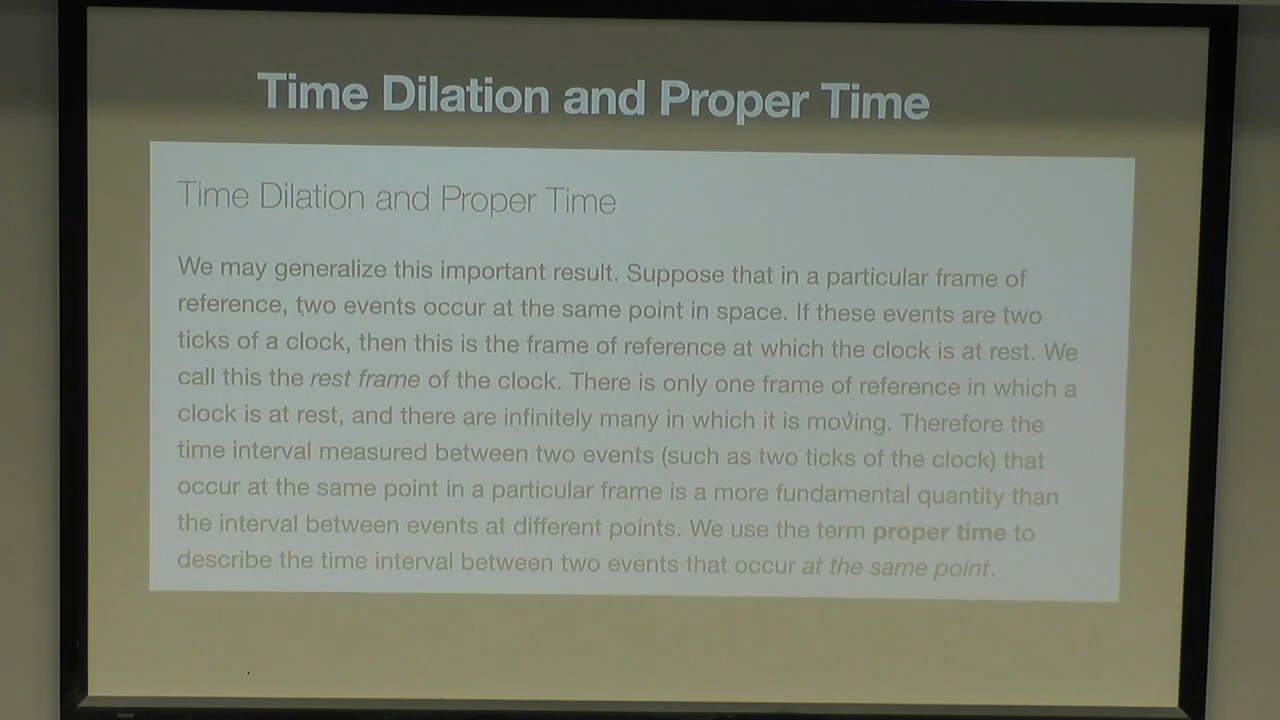 Time Dilation and Proper Time
Time Dilation and Proper Time
We may generalize this important result. Suppose that in a particular frame of
reference, two events occur at the same point in space. If these events are two
ticks of a clock, then this is the frame of reference at which the clock is at rest. We
call this the rest frame of the clock. There is only one frame of reference in which a
clock is at rest, and there are infinitely many in which it is moving. Therefore the
time interval measured between two events (such as two ticks of the clock) that
occur at the same point in a particular frame is a more fundamental quantity than
the interval between events at different points. We use the term proper time to
describe the time interval between two events that occur at the same point.